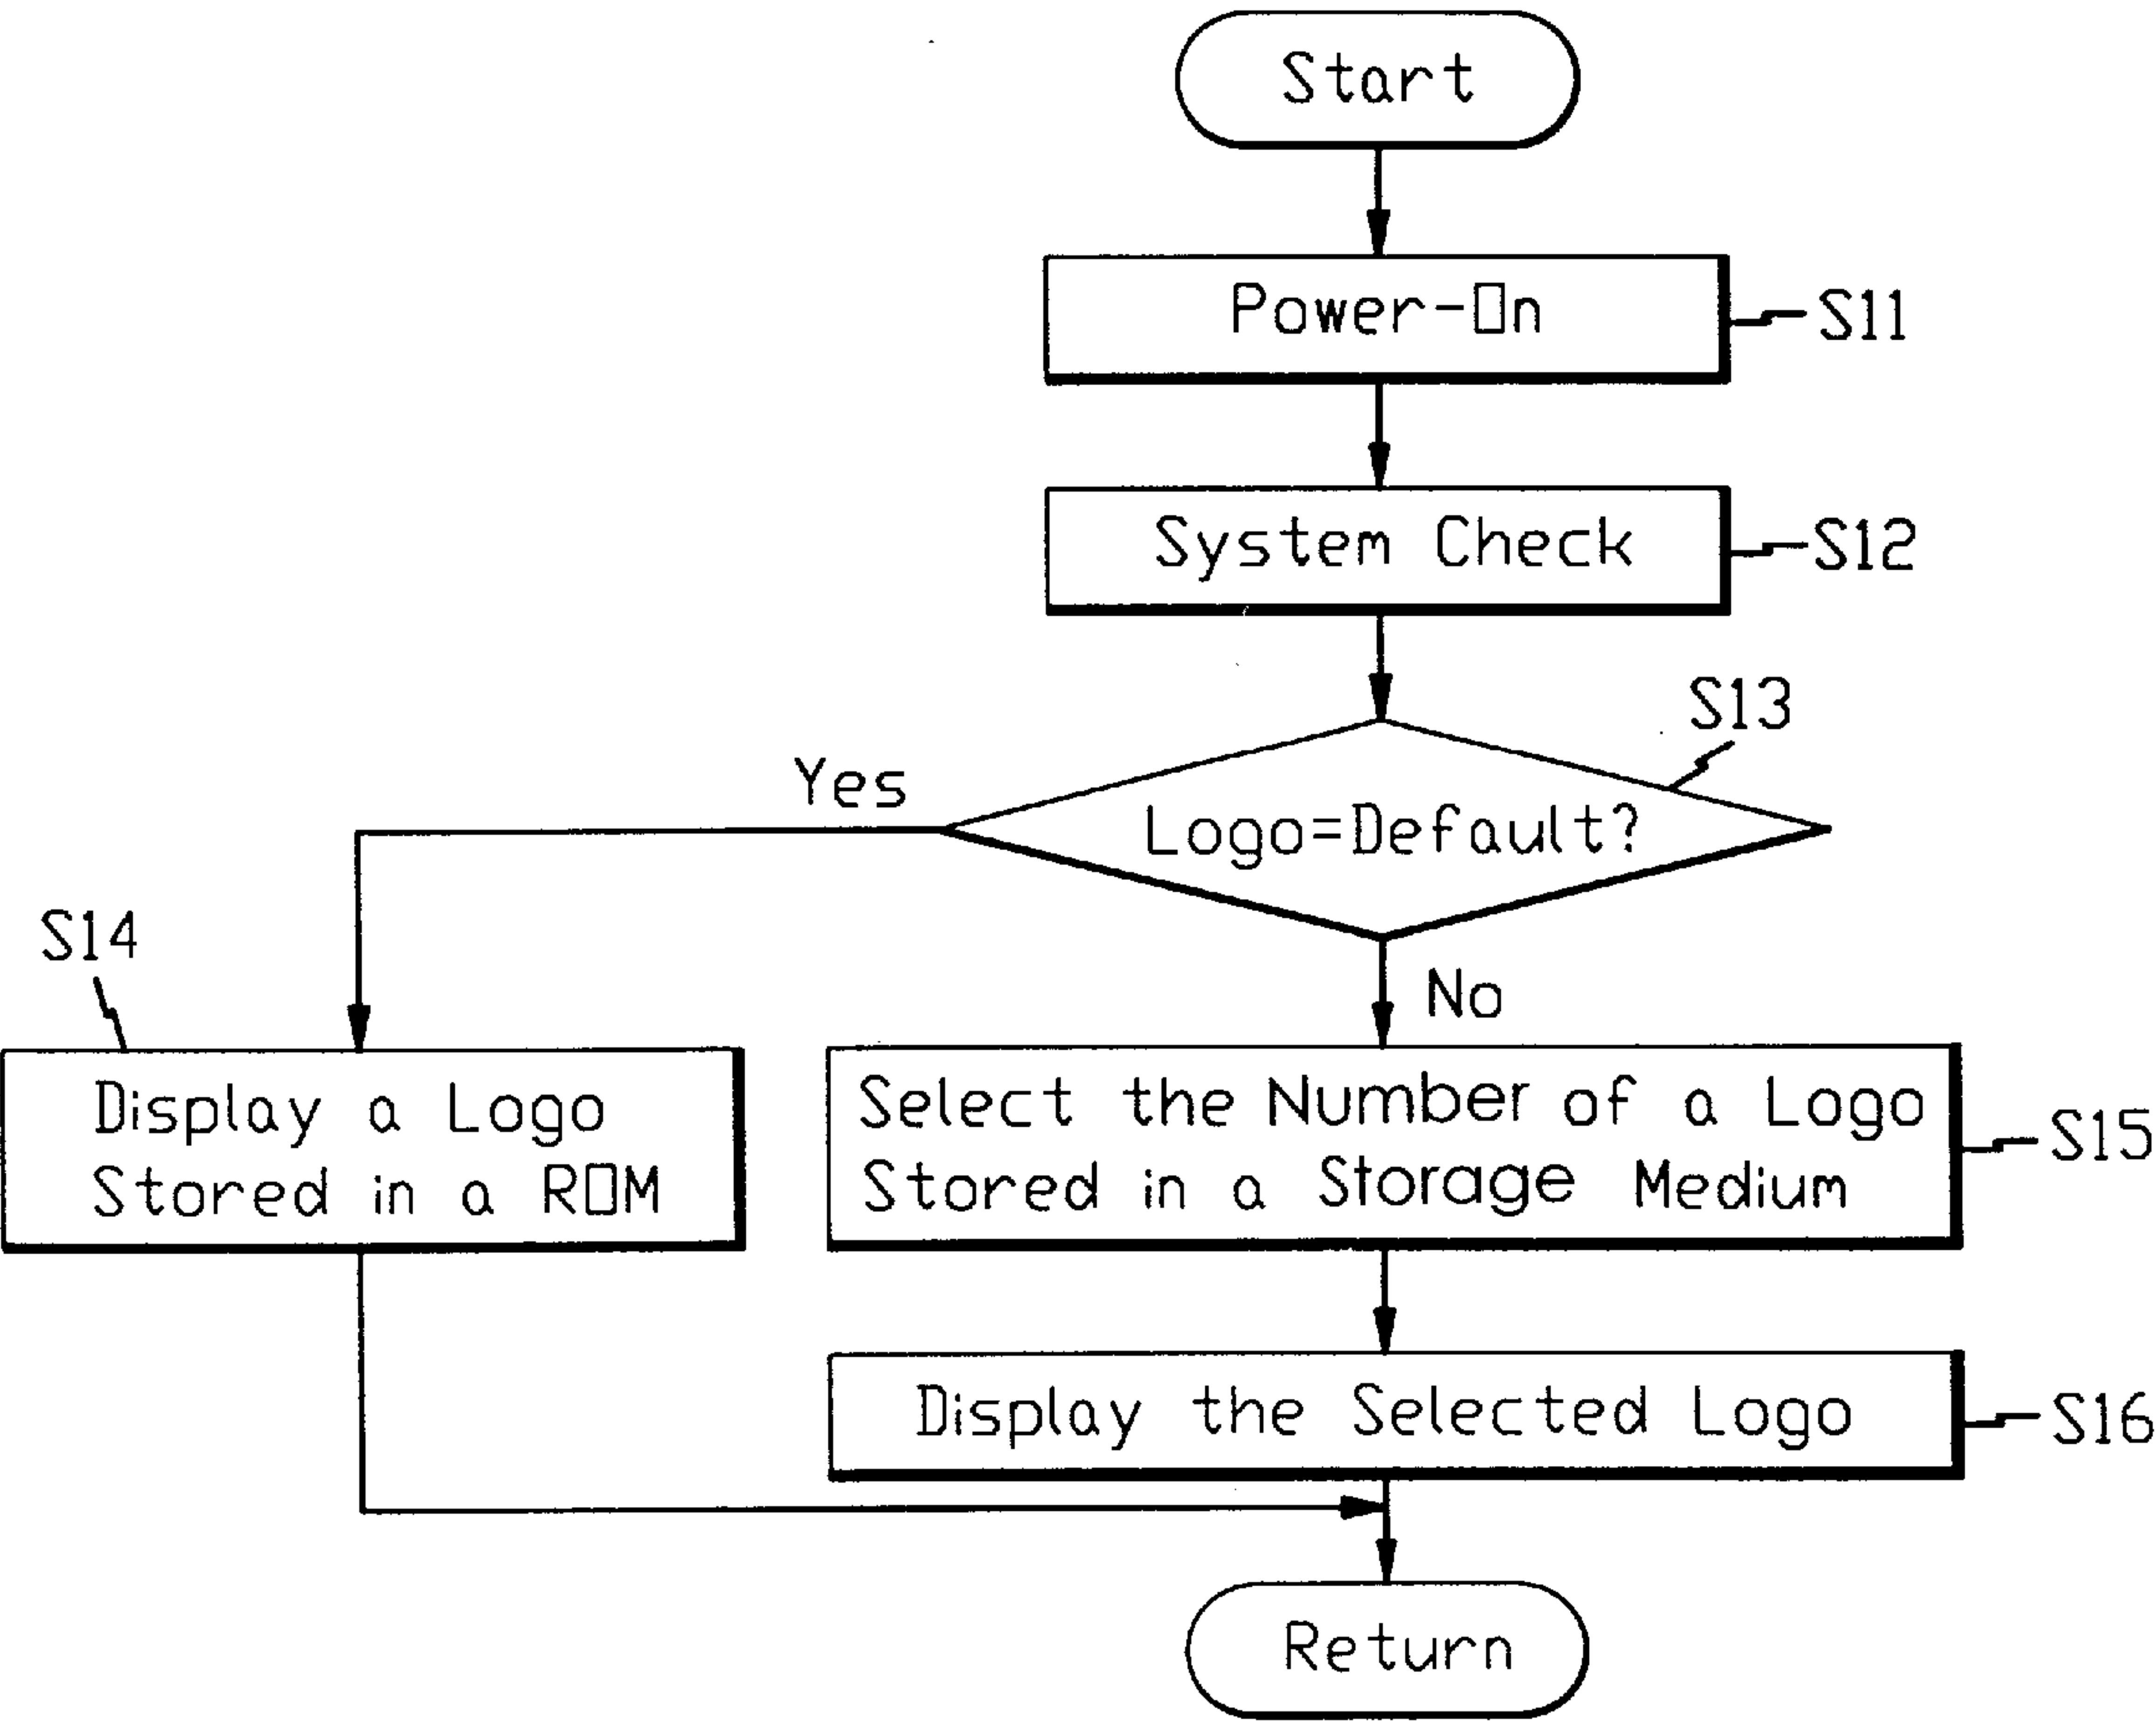 Start
Power-On
S11
System Check
S12
S13
Yes
Logo=Default?
S14
No
Display a Logo
Stored in a ROM
Select the Number of a Logo
Stored in a Storage Medium
S15
Display the Selected Logo
S16
Return